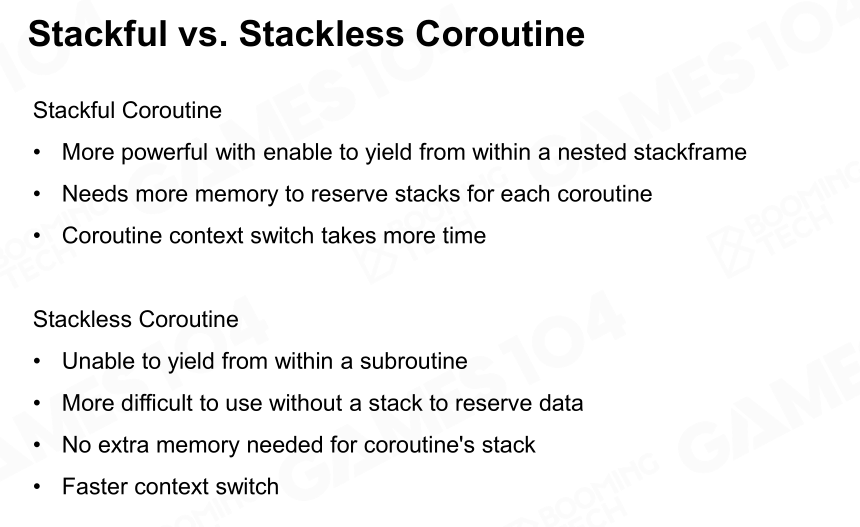 Stackful vs. Stackless Coroutine
Stackful Coroutine
• More powerful with enable to yield from within a nested stackframe
• Needs more memory to reserve stacks for each coroutine
• Coroutine context switch takes more time
Stackless Coroutine
• Unable to yield from within a subroutine
• More difficult to use without a stack to reserve data
• No extra memory needed for coroutine's stack
• Faster context switch
GAMES104
BOOMING
TECH